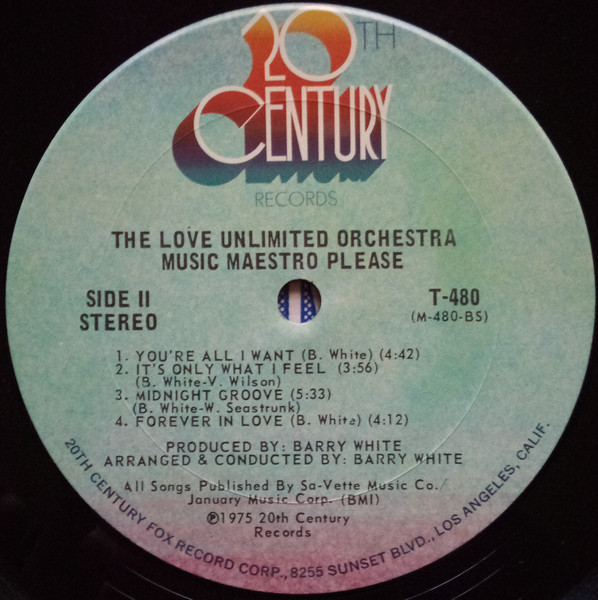 20TH
CENTURY
RECORDS
THE LOVE UNLIMITED ORCHESTRA
MUSIC MAESTRO PLEASE
SIDE II
STEREO
T-480
(M-480-BS)
1. YOU'RE ALL I WANT (B. White) (4:42)
2. IT'S ONLY WHAT I FEEL (3:56)
(B. White-V. Wilson)
3. MIDNIGHT GROOVE (5:33)
(B. White-W. Seastrunk)
4. FOREVER IN LOVE (B. White) (4:12)
PRODUCED BY: BARRY WHITE
ARRANGED & CONDUCTED BY: BARRY WHITE
All Songs Published By Sa-Vette Music Co./
January Music Corp. (BMI)
℗1975 20th Century
Records
20TH CENTURY FOX RECORD CORP., 8255 SUNSET BLVD., LOS ANGELES, CALIF.